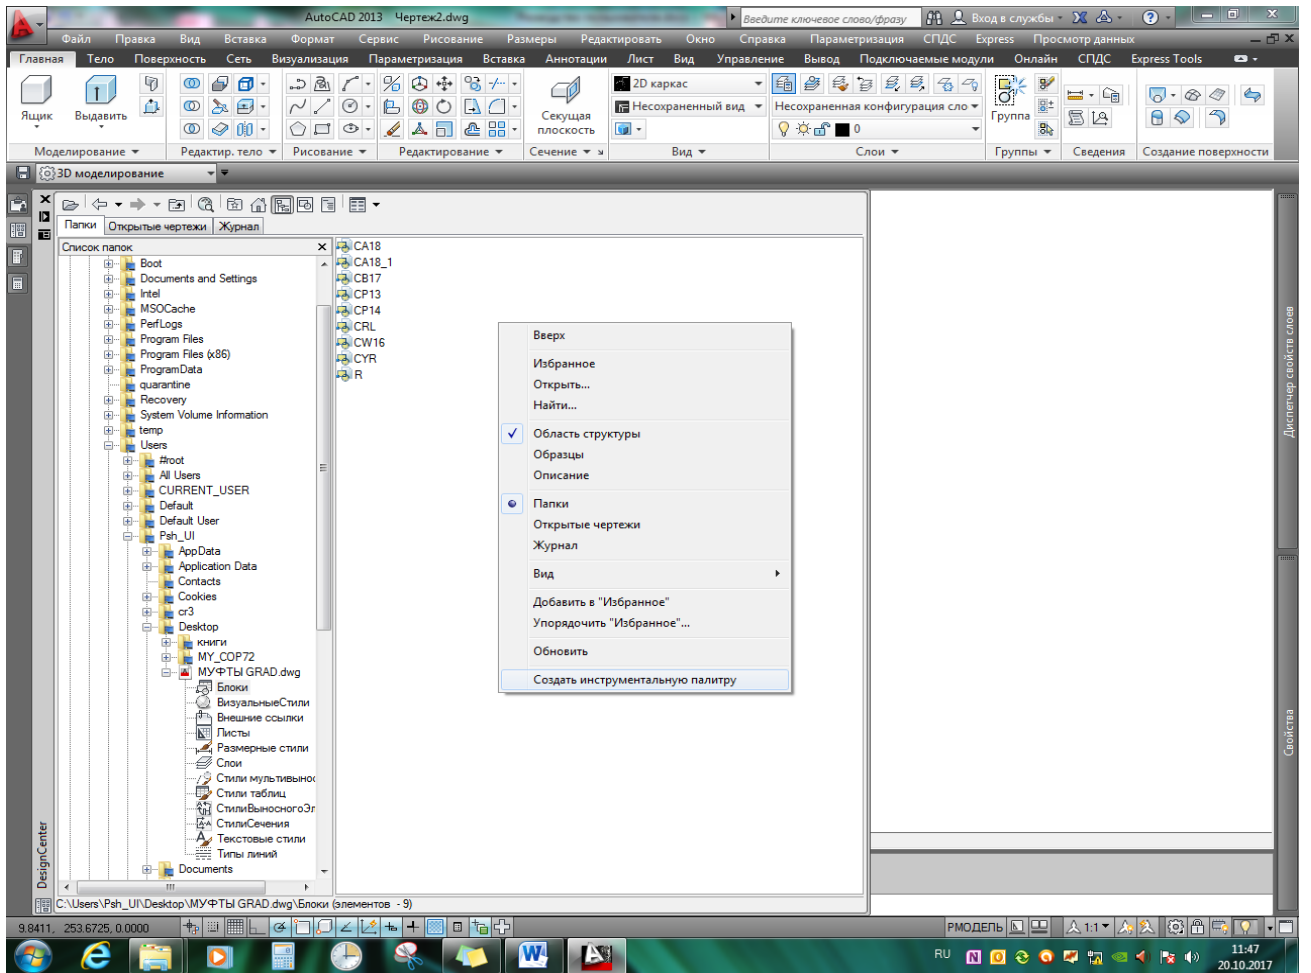 AutoCAD 2013 Чертеж2.dwg
Введите ключевое слово/фразу
Вход в службы
Файл Правка Вид Вставка Формат Сервис Рисование Размеры Редактировать Окно Справка Параметризация СПДС Express Просмотр данных
Главная Тело Поверхность Сеть Визуализация Параметризация Вставка Аннотации Лист Вид Управление Вывод Подключаемые модули Онлайн СПДС Express Tools
2D каркас
Несохраненный вид
Несохраненная конфигурация сло
0
Ящик Выдавить
Секущая
плоскость
Группа
Моделирование Редактир. тело Рисование Редактирование Сечение Вид Слои Группы Сведения Создание поверхности
3D моделирование
Папки Открытые чертежи Журнал
Список папок
Boot
Documents and Settings
Intel
MSOCache
PerfLogs
Program Files
Program Files (x86)
ProgramData
quarantine
Recovery
System Volume Information
temp
Users
#root
All Users
CURRENT_USER
Default
Default User
Psh_UI
AppData
Application Data
Contacts
Cookies
cr3
Desktop
книги
MY_COP72
МУФТЫ GRAD.dwg
Блоки
ВизуальныеСтили
Внешние ссылки
Листы
Размерные стили
Слои
Стили мультивынос
Стили таблиц
СтилиВыносногоЭл
СтилиСечения
Текстовые стили
Типы линий
Documents
CA18
CA18_1
CB17
CP13
CP14
CRL
CW16
CYR
R
Вверх
Избранное
Открыть...
Найти...
Область структуры
Образцы
Описание
Папки
Открытые чертежи
Журнал
Вид
Добавить в "Избранное"
Упорядочить "Избранное"...
Обновить
Создать инструментальную палитру
Диспетчер свойств слоев
Свойства
DesignCenter
C:\Users\Psh_UI\Desktop\МУФТЫ GRAD.dwg\Блоки (элементов - 9)
9.8411, 253.6725, 0.0000
РМОДЕЛЬ
1:1
RU
11:47
20.10.2017